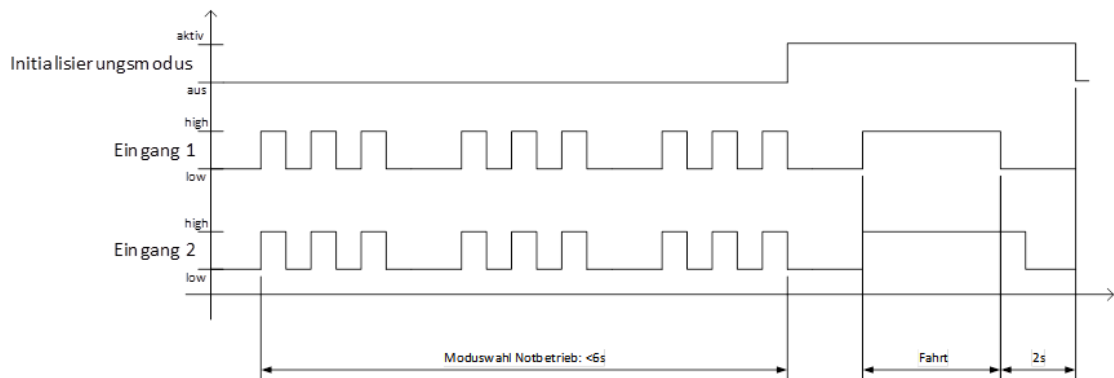 aktiv
Initialisierungsmodus
aus
high
Eingang 1
low
high
Eingang 2
low
Moduswahl Notbetrieb: <6s
Fahrt
2s